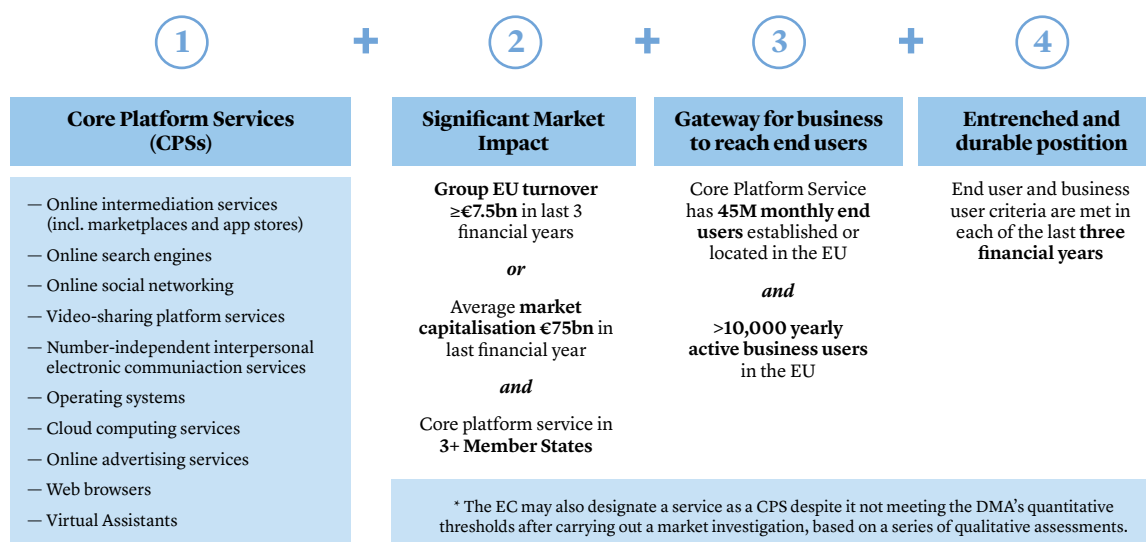 1 + 2 + 3 + 4
Core Platform Services
(CPSs)
— Online intermediation services
(incl. marketplaces and app stores)
— Online search engines
— Online social networking
— Video-sharing platform services
— Number-independent interpersonal
electronic communiaction services
— Operating systems
— Cloud computing services
— Online advertising services
— Web browsers
— Virtual Assistants
Significant Market
Impact
Group EU turnover
≥€7.5bn in last 3
financial years
or
Average market
capitalisation €75bn in
last financial year
and
Core platform service in
3+ Member States
Gateway for business
to reach end users
Core Platform Service
has 45M monthly end
users established or
located in the EU
and
>10,000 yearly
active business users
in the EU
Entrenched and
durable postition
End user and business
user criteria are met in
each of the last three
financial years
* The EC may also designate a service as a CPS despite it not meeting the DMA’s quantitative
thresholds after carrying out a market investigation, based on a series of qualitative assessments.